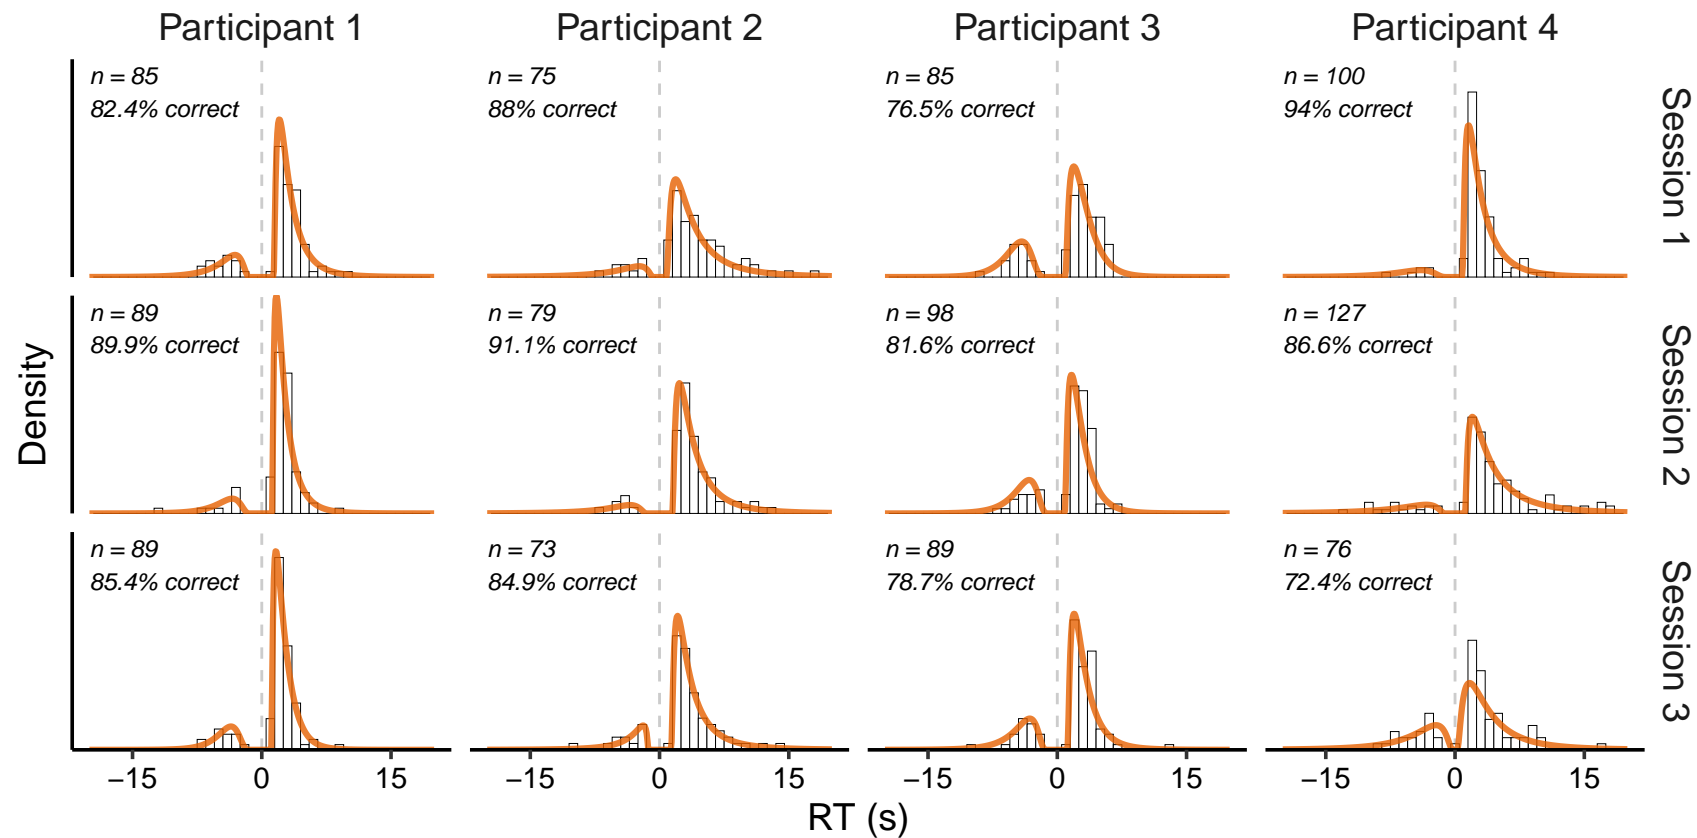 Participant 1
Participant 2
Participant 3
Participant 4
n = 85
82.4% correct
n = 75
88% correct
n = 85
76.5% correct
n = 100
94% correct
Session 1
n = 89
89.9% correct
n = 79
91.1% correct
n = 98
81.6% correct
n = 127
86.6% correct
Session 2
Density
n = 89
85.4% correct
n = 73
84.9% correct
n = 89
78.7% correct
n = 76
72.4% correct
Session 3
−15 0 15
−15 0 15
−15 0 15
−15 0 15
RT (s)